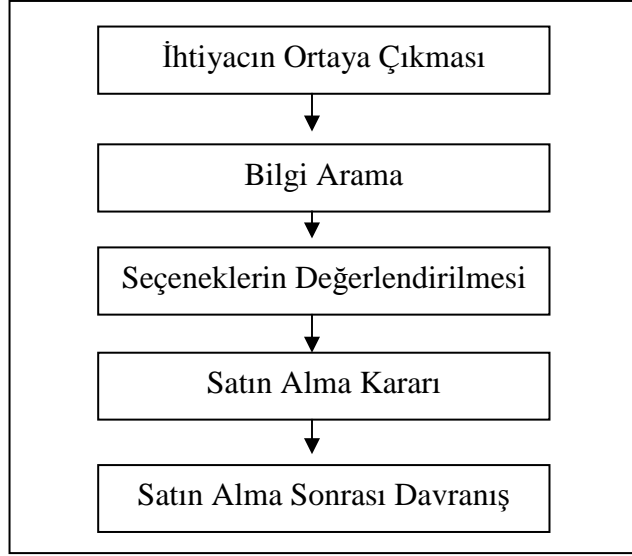 İhtiyacın Ortaya Çıkması
Bilgi Arama
Seçeneklerin Değerlendirilmesi
Satın Alma Kararı
Satın Alma Sonrası Davranış